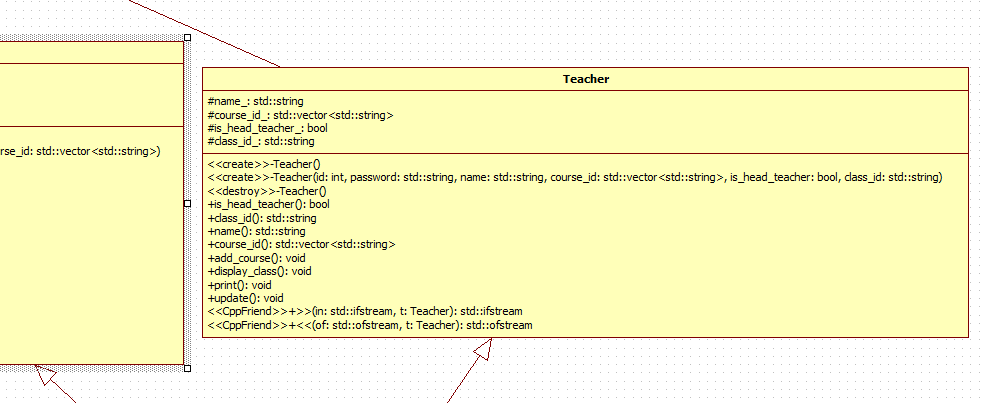 Teacher
#name_: std::string
#course_id_: std::vector<std::string>
#is_head_teacher_: bool
#class_id_: std::string
rse_id: std::vector<std::string>)
<<create>>-Teacher()
<<create>>-Teacher(id: int, password: std::string, name: std::string, course_id: std::vector<std::string>, is_head_teacher: bool, class_id: std::string)
<<destroy>>-Teacher()
+is_head_teacher(): bool
+class_id(): std::string
+name(): std::string
+course_id(): std::vector<std::string>
+add_course(): void
+display_class(): void
+print(): void
+update(): void
<<CppFriend>>+>>(in: std::ifstream, t: Teacher): std::ifstream
<<CppFriend>>+<<(of: std::ofstream, t: Teacher): std::ofstream